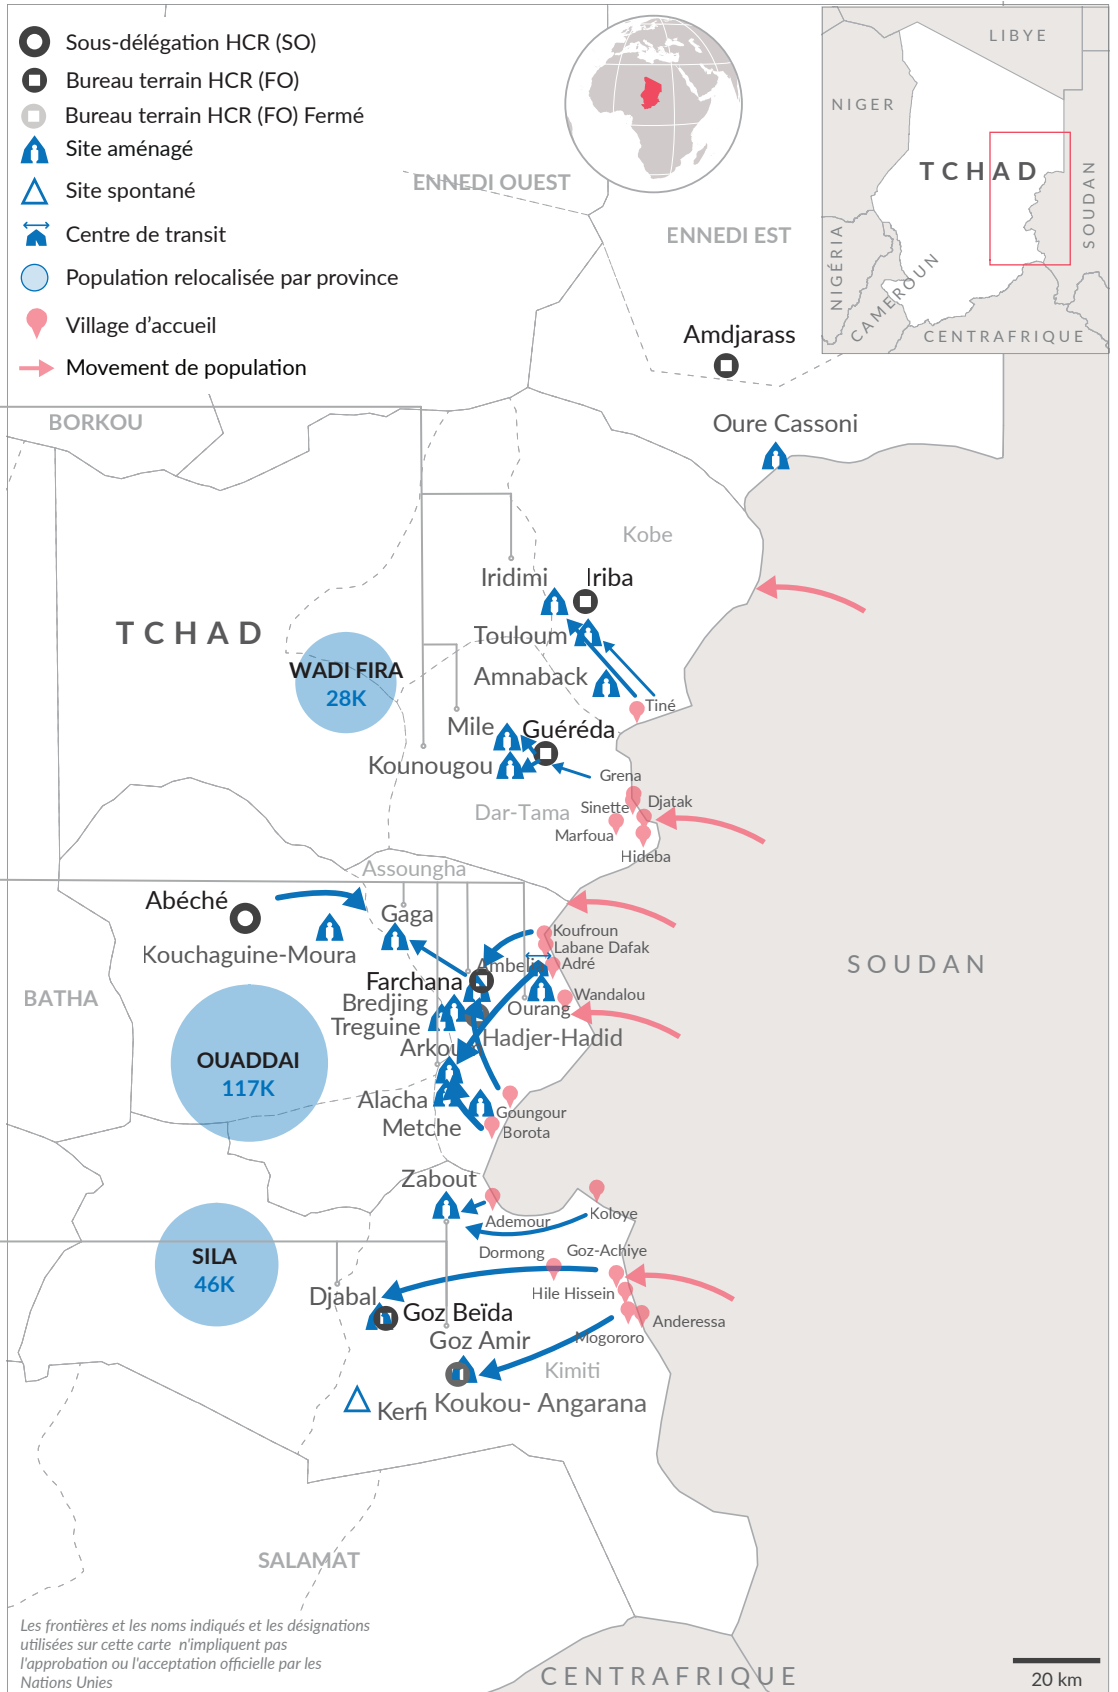 Sous-délégation HCR (SO)
Bureau terrain HCR (FO)
Bureau terrain HCR (FO) Fermé
Site aménagé
Site spontané
Centre de transit
Population relocalisée par province
Village d'accueil
Movement de population
LIBYE
NIGER
TCHAD
SOUDAN
NIGÉRIA
CAMEROUN
CENTRAFRIQUE
ENNEDI OUEST
ENNEDI EST
Amdjarass
BORKOU
Oure Cassoni
Kobe
Iridimi
Iriba
TCHAD
Touloum
WADI FIRA
28K
Amnaback
Tiné
Mile
Guéréda
Kounougou
Grena
Sinette
Djatak
Dar-Tama
Marfoua
Hideba
Assoungha
Abéché
Gaga
Koufroun
Labane Dafak
Kouchaguine-Moura
Ambelia
Adré
SOUDAN
Farchana
BATHA
Bredjing
Wandalou
Ourang
Treguine
Hadjer-Hadid
Arkoum
OUADDAI
117K
Alacha
Goungour
Metche
Borota
Zabout
Ademour
Koloye
Dormong
Goz-Achiye
SILA
46K
Hile Hissein
Djabal
Goz Beïda
Anderessa
Mogororo
Goz Amir
Kimiti
Kerfi
Koukou- Angarana
SALAMAT
Les frontières et les noms indiqués et les désignations
utilisées sur cette carte n'impliquent pas
l'approbation ou l'acceptation officielle par les
Nations Unies
CENTRAFRIQUE
20 km